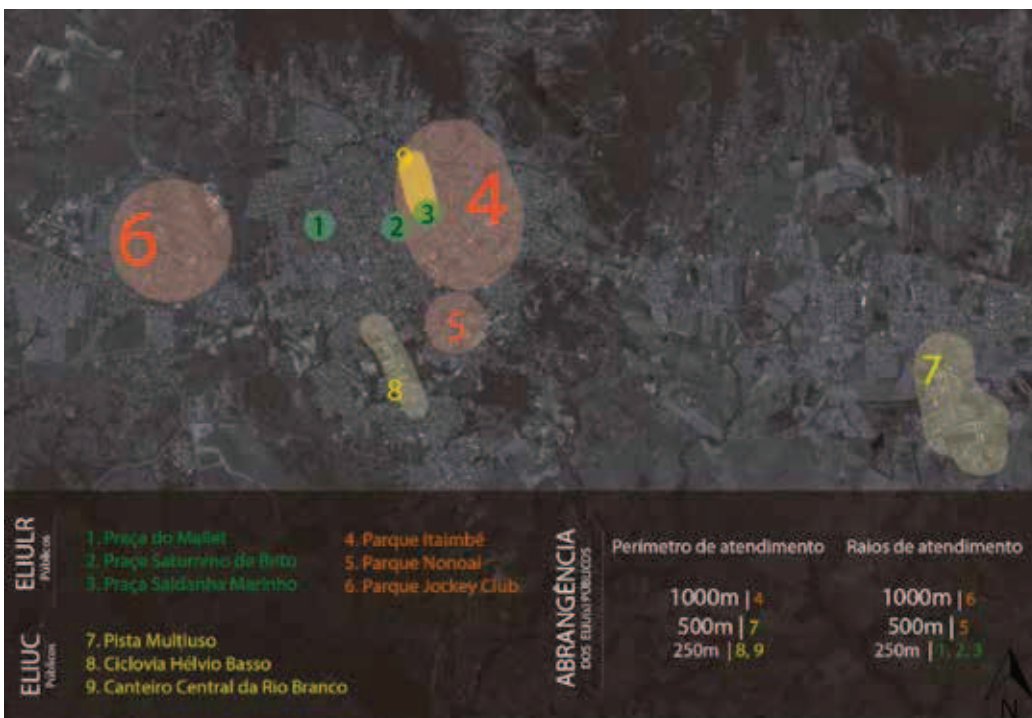 6
1
2
3
4
5
7
8
ELIULR
Públicos
1. Praça do Mallet
2. Praça Saturnino de Brito
3. Praça Saldanha Marinho
4. Parque Itaimbé
5. Parque Nonoai
6. Parque Jockey Club
ELIUC
Públicos
7. Pista Multiuso
8. Ciclovia Hélvio Basso
9. Canteiro Central da Rio Branco
ABRANGÊNCIA
DOS ELIU(s) PÚBLICOS
Perímetro de atendimento
1000m | 4
500m | 7
250m | 8, 9
Raios de atendimento
1000m | 6
500m | 5
250m | 1, 2, 3
N